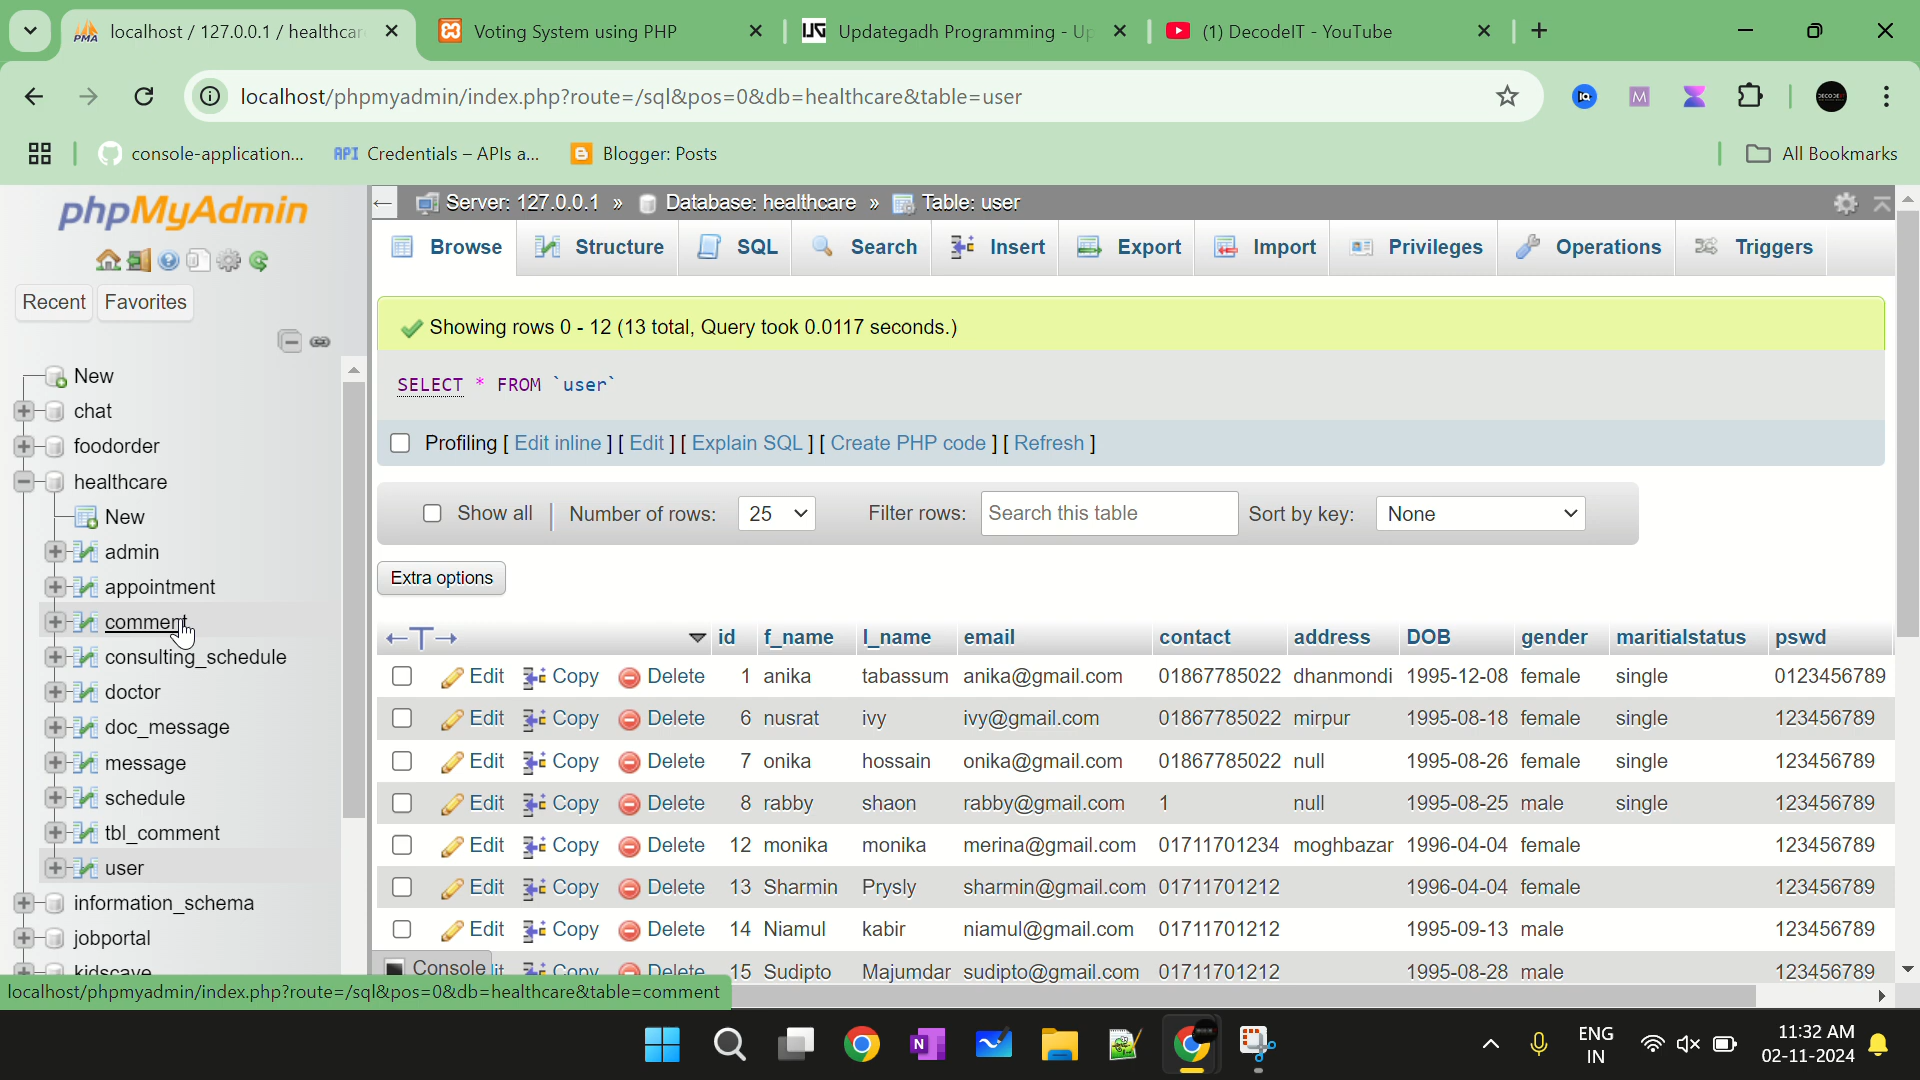 localhost / 127.0.0.1 / healthcar
Voting System using PHP
UG Updategadh Programming - Up
(1) DecodeIT - YouTube
localhost/phpmyadmin/index.php?route=/sql&pos=0&db=healthcare&table=user
console-application...
API Credentials – APIs a...
Blogger: Posts
All Bookmarks
phpMyAdmin
Recent Favorites
New
chat
foodorder
healthcare
New
admin
appointment
comment
consulting_schedule
doctor
doc_message
message
schedule
tbl_comment
user
information_schema
jobportal
kidscave
Server: 127.0.0.1 » Database: healthcare » Table: user
Browse Structure SQL Search Insert Export Import Privileges Operations Triggers
Showing rows 0 - 12 (13 total, Query took 0.0117 seconds.)
SELECT * FROM `user`
Profiling [ Edit inline ] [ Edit ] [ Explain SQL ] [ Create PHP code ] [ Refresh ]
Show all Number of rows: 25 Filter rows: Search this table Sort by key: None
Extra options
←T→ id f_name l_name email contact address DOB gender maritialstatus pswd
Edit Copy Delete 1 anika tabassum anika@gmail.com 01867785022 dhanmondi 1995-12-08 female single 0123456789
Edit Copy Delete 6 nusrat ivy ivy@gmail.com 01867785022 mirpur 1995-08-18 female single 123456789
Edit Copy Delete 7 onika hossain onika@gmail.com 01867785022 null 1995-08-26 female single 123456789
Edit Copy Delete 8 rabby shaon rabby@gmail.com 1 null 1995-08-25 male single 123456789
Edit Copy Delete 12 monika monika merina@gmail.com 01711701234 moghbazar 1996-04-04 female 123456789
Edit Copy Delete 13 Sharmin Prysly sharmin@gmail.com 01711701212 1996-04-04 female 123456789
Edit Copy Delete 14 Niamul kabir niamul@gmail.com 01711701212 1995-09-13 male 123456789
Copy Delete 15 Sudipto Majumdar sudipto@gmail.com 01711701212 1995-08-28 male 123456789
Console
localhost/phpmyadmin/index.php?route=/sql&pos=0&db=healthcare&table=comment
ENG
IN
11:32 AM
02-11-2024